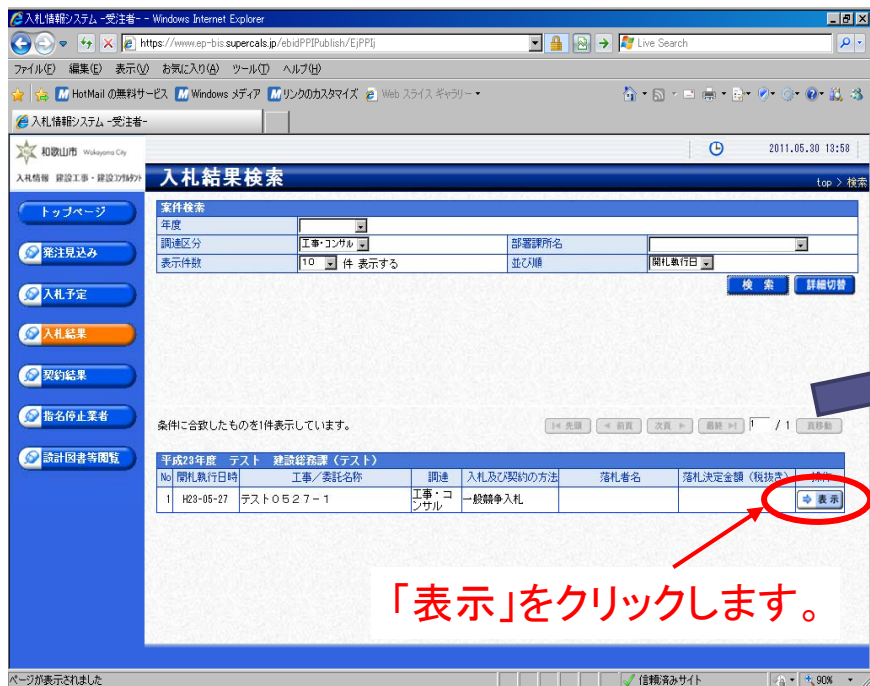 入札情報システム -受注者- - Windows Internet Explorer
https://www.ep-bis.supercals.jp/ebidPPIPublish/EjPPIj
Live Search
ファイル(F) 編集(E) 表示(V) お気に入り(A) ツール(T) ヘルプ(H)
HotMail の無料サービス Windows メディア リンクのカスタマイズ Web スライス ギャラリー
入札情報システム -受注者-
和歌山市 Wakayama City
2011.05.30 13:58
入札情報 建設工事・建設コンサルタント
入札結果検索
top > 検索
トップページ
発注見込み
入札予定
入札結果
契約結果
指名停止業者
設計図書等閲覧
案件検索
年度
調達区分 工事・コンサル 部署課所名
表示件数 10 件 表示する 並び順 開札執行日
検 索 詳細切替
条件に合致したものを1件表示しています。
先頭 前頁 次頁 最終 1 / 1 頁移動
平成23年度 テスト 建設総務課(テスト)
No 開札執行日時 工事/委託名称 調達 入札及び契約の方法 落札者名 落札決定金額(税抜き) 操作
1 H23-05-27 テスト0527-1 工事・コンサル 一般競争入札 表示
「表示」をクリックします。
ページが表示されました
信頼済みサイト
90%